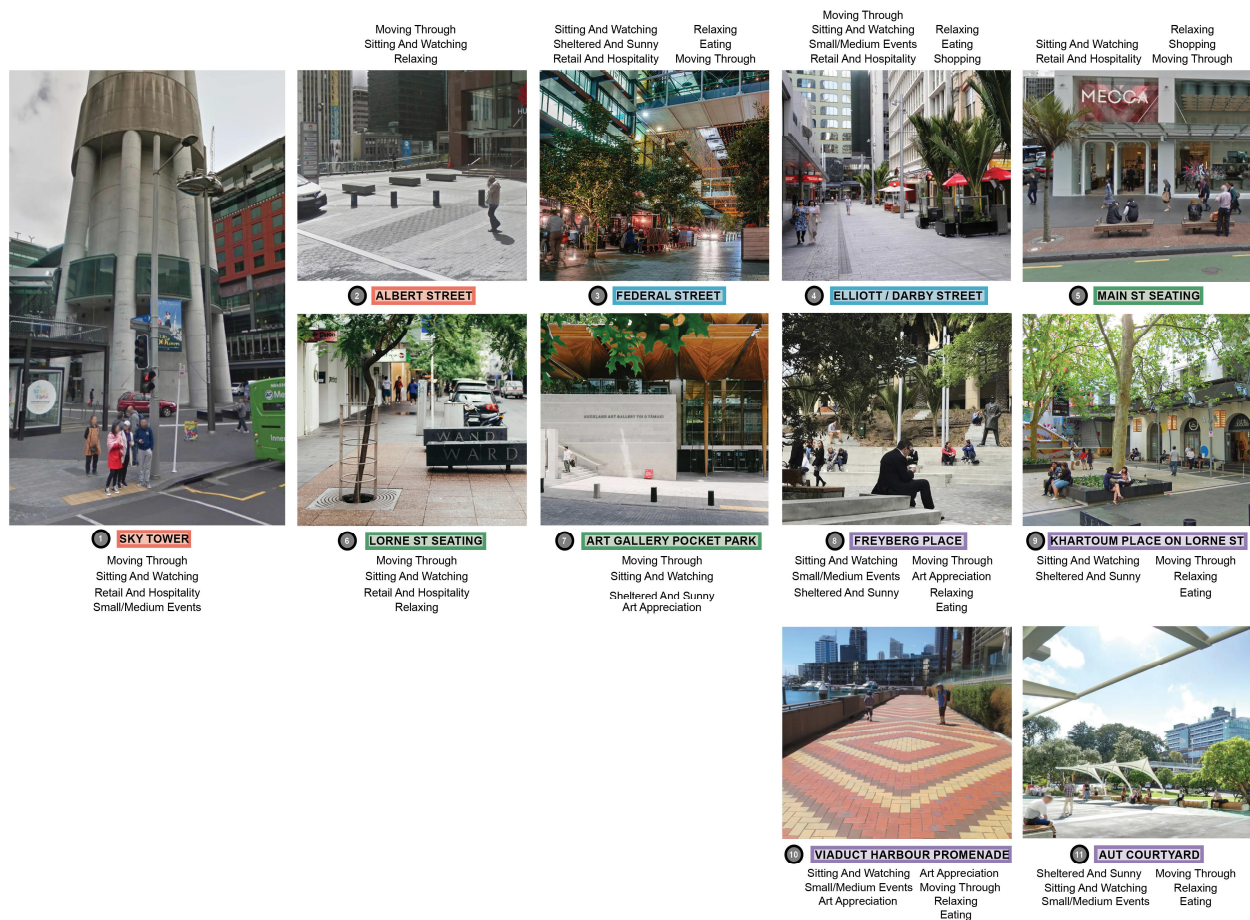 Moving Through
Sitting And Watching
Relaxing
Sitting And Watching
Sheltered And Sunny
Retail And Hospitality
Relaxing
Eating
Moving Through
Moving Through
Sitting And Watching
Small/Medium Events
Retail And Hospitality
Relaxing
Eating
Shopping
Sitting And Watching
Retail And Hospitality
Relaxing
Shopping
Moving Through
MECCA
2 ALBERT STREET
3 FEDERAL STREET
4 ELLIOTT / DARBY STREET
5 MAIN ST SEATING
AUCKLAND ART GALLERY TOI O TĀMAKI
WAND
WARD
1 SKY TOWER
Moving Through
Sitting And Watching
Retail And Hospitality
Small/Medium Events
6 LORNE ST SEATING
Moving Through
Sitting And Watching
Retail And Hospitality
Relaxing
7 ART GALLERY POCKET PARK
Moving Through
Sitting And Watching
Sheltered And Sunny
Art Appreciation
8 FREYBERG PLACE
Sitting And Watching
Small/Medium Events
Sheltered And Sunny
Moving Through
Art Appreciation
Relaxing
Eating
9 KHARTOUM PLACE ON LORNE ST
Sitting And Watching
Sheltered And Sunny
Moving Through
Relaxing
Eating
10 VIADUCT HARBOUR PROMENADE
Sitting And Watching
Small/Medium Events
Art Appreciation
Art Appreciation
Moving Through
Relaxing
Eating
11 AUT COURTYARD
Sheltered And Sunny
Sitting And Watching
Small/Medium Events
Moving Through
Relaxing
Eating